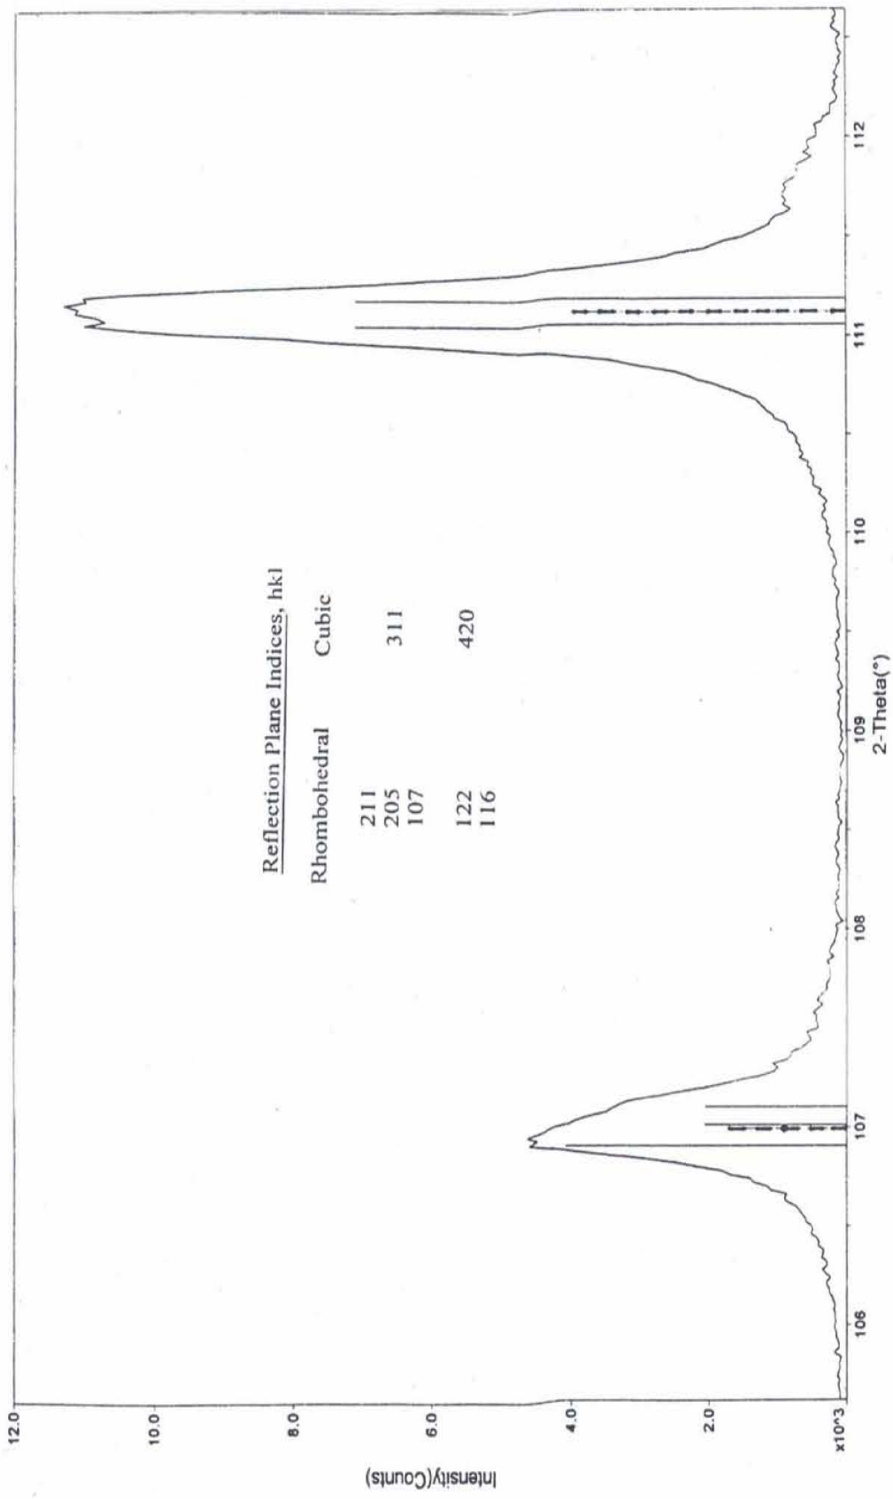 12.0
10.0
8.0
6.0
4.0
2.0
x10^3
Intensity(Counts)
Reflection Plane Indices, hkl
Rhombohedral Cubic
211
205 311
107
122 420
116
106 107 108 109 110 111 112
2-Theta(°)